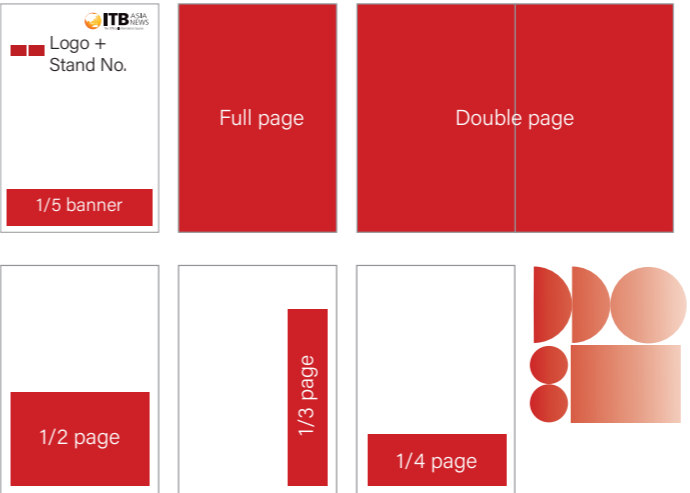 ITB ASIA
NEWS
Logo +
Stand No.
1/5 banner
Full page
Double page
1/2 page
1/3 page
1/4 page